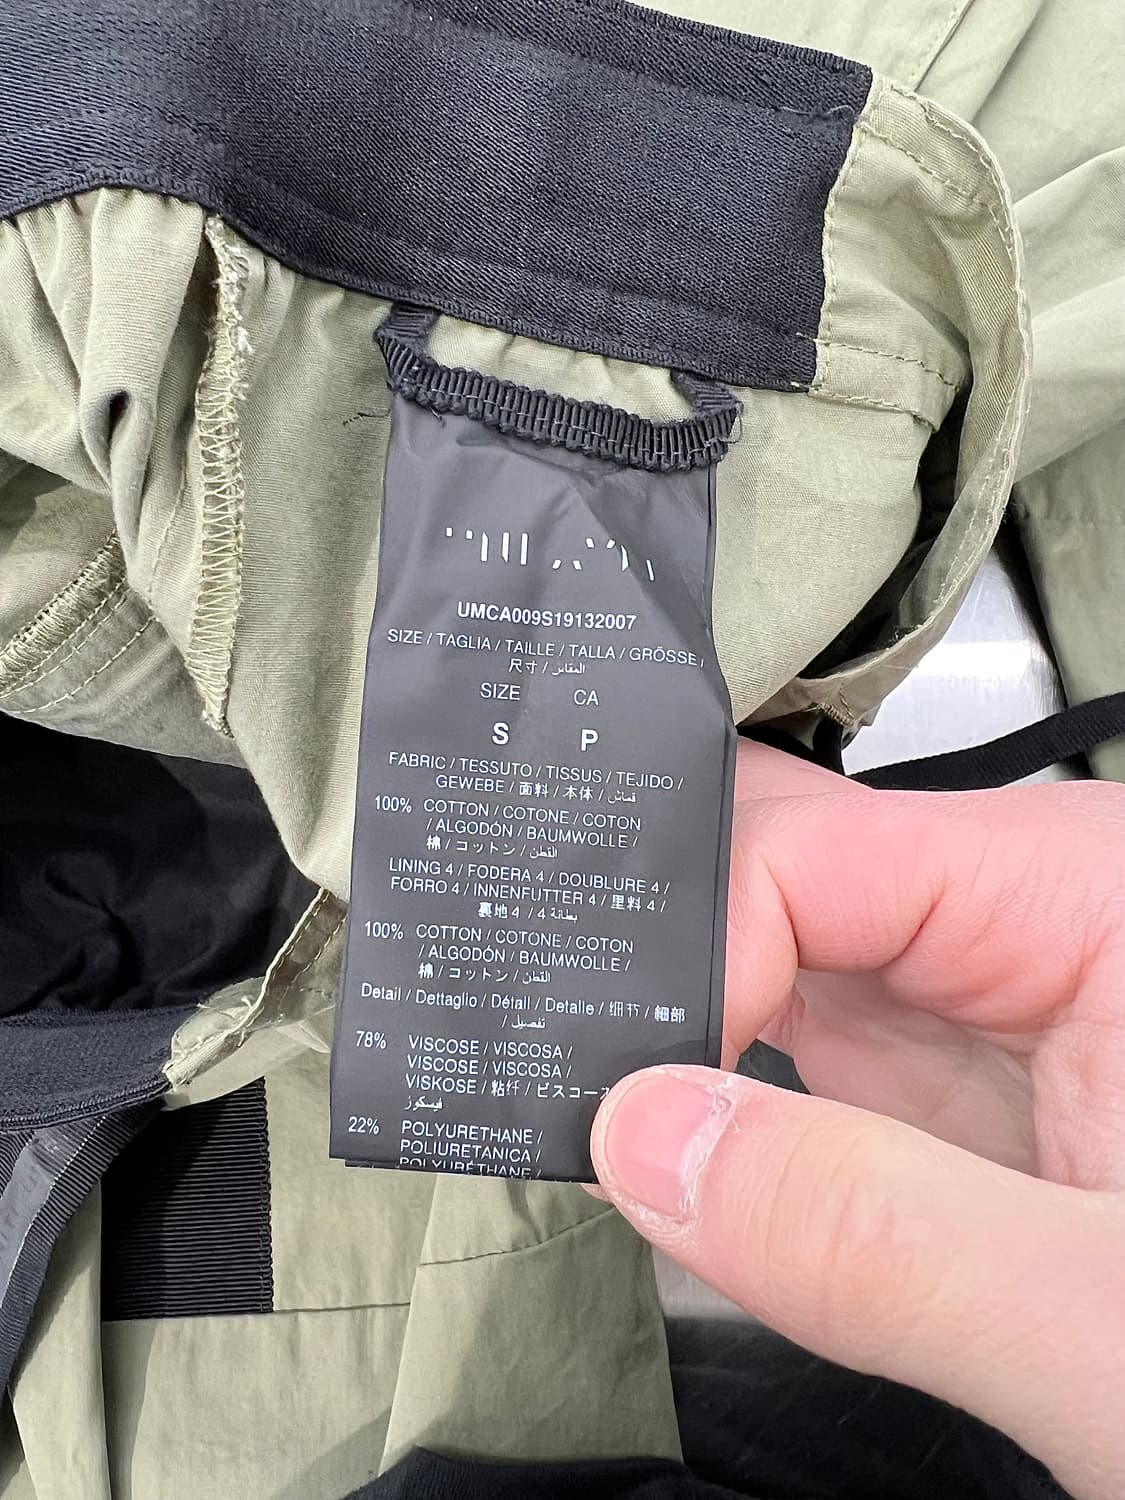 UMCA009S19132007
SIZE / TAGLIA / TAILLE / TALLA / GRÖSSE /
尺寸 / المقاس
SIZE CA
S P
FABRIC / TESSUTO / TISSUS / TEJIDO /
GEWEBE / 面料 / 本体 / قماش
100% COTTON / COTONE / COTON
/ ALGODÓN / BAUMWOLLE /
棉 / コットン / القطن
LINING 4 / FODERA 4 / DOUBLURE 4 /
FORRO 4 / INNENFUTTER 4 / 里料 4 /
裏地 4 / 4 بطانة
100% COTTON / COTONE / COTON
/ ALGODÓN / BAUMWOLLE /
棉 / コットン / القطن
Detail / Dettaglio / Détail / Detalle / 细节 / 細部
/ تفصيل
78% VISCOSE / VISCOSA /
VISCOSE / VISCOSA /
VISKOSE / 粘纤 / ビスコース
فيسكوز
22% POLYURETHANE /
POLIURETANICA /
POLYURÉTHANE /